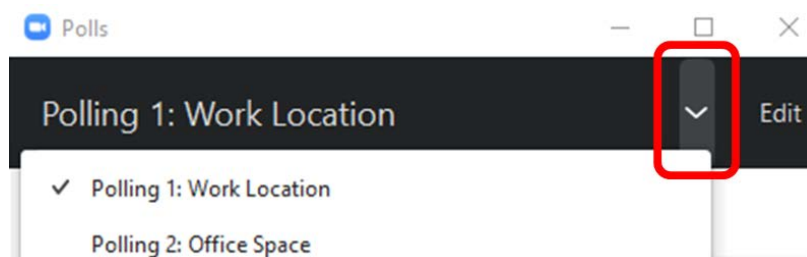 Polls
Polling 1: Work Location
Edit
Polling 1: Work Location
Polling 2: Office Space